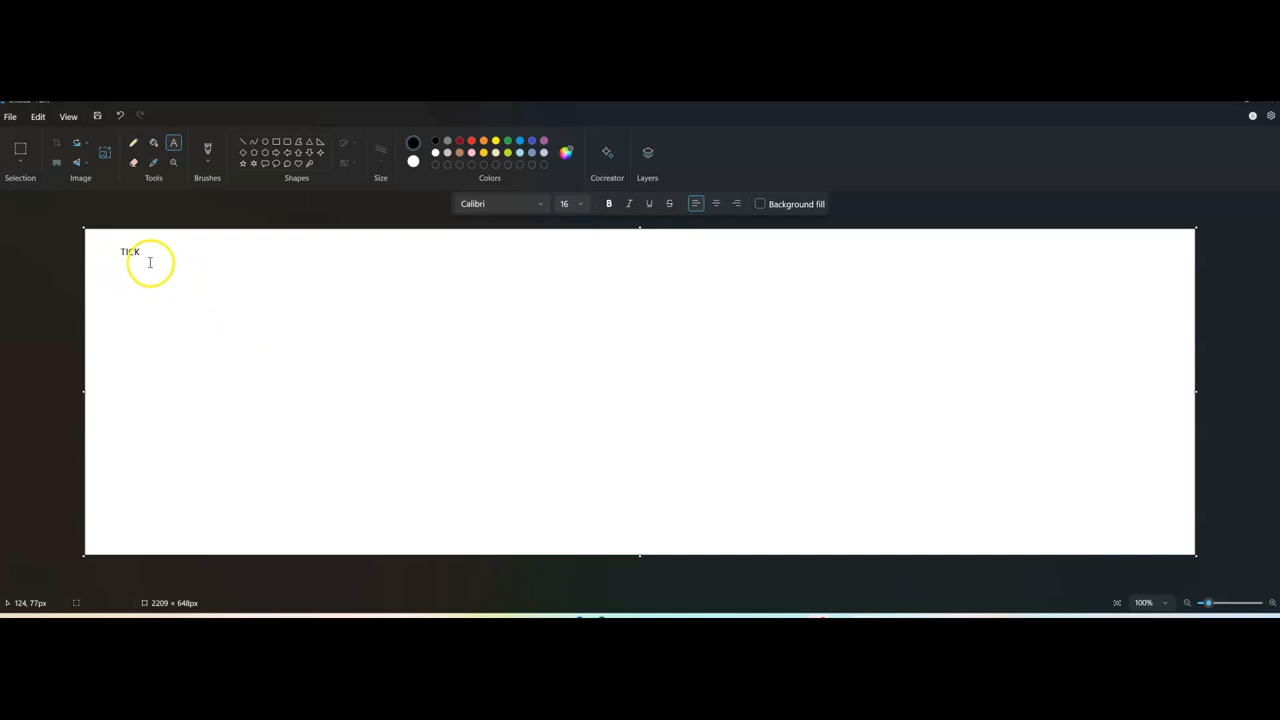 File Edit View
Selection Image Tools Brushes Shapes Size Colors Cocreator Layers
Calibri 16 B I U S Background fill
TICK
124, 77px 2209 × 648px 100%